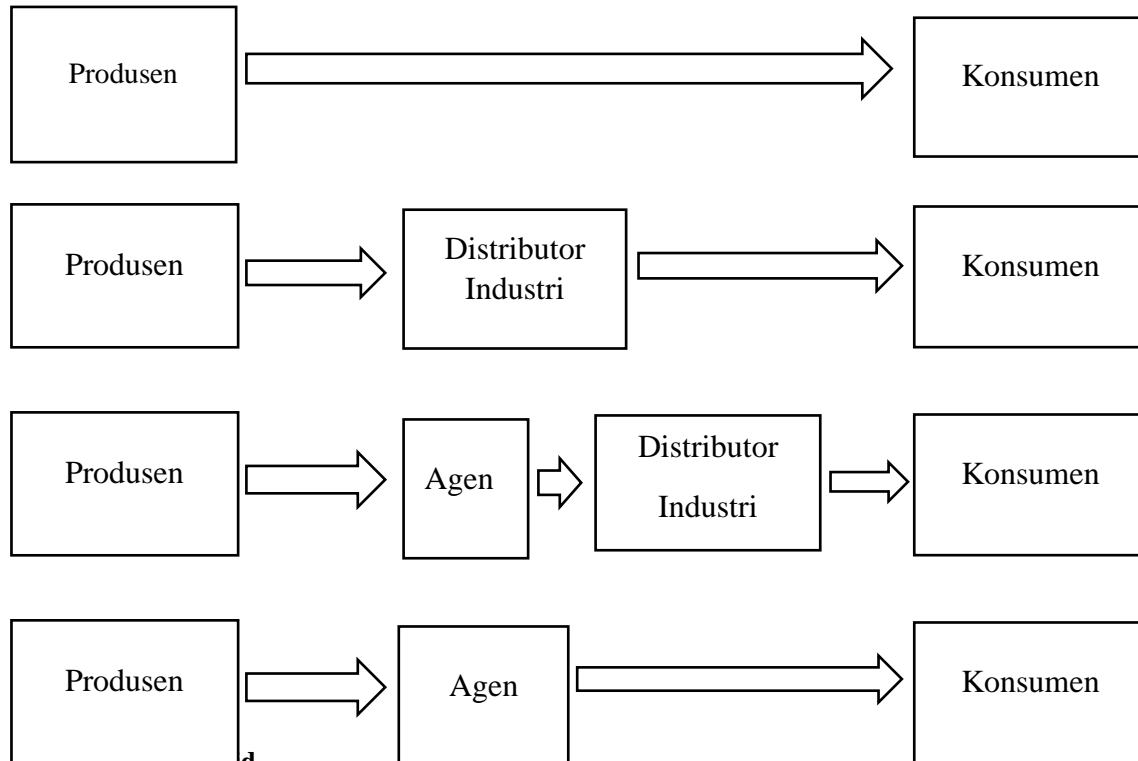 Produsen
Konsumen
Produsen
Distributor
Industri
Konsumen
Produsen
Agen
Distributor
Industri
Konsumen
Produsen
Agen
Konsumen